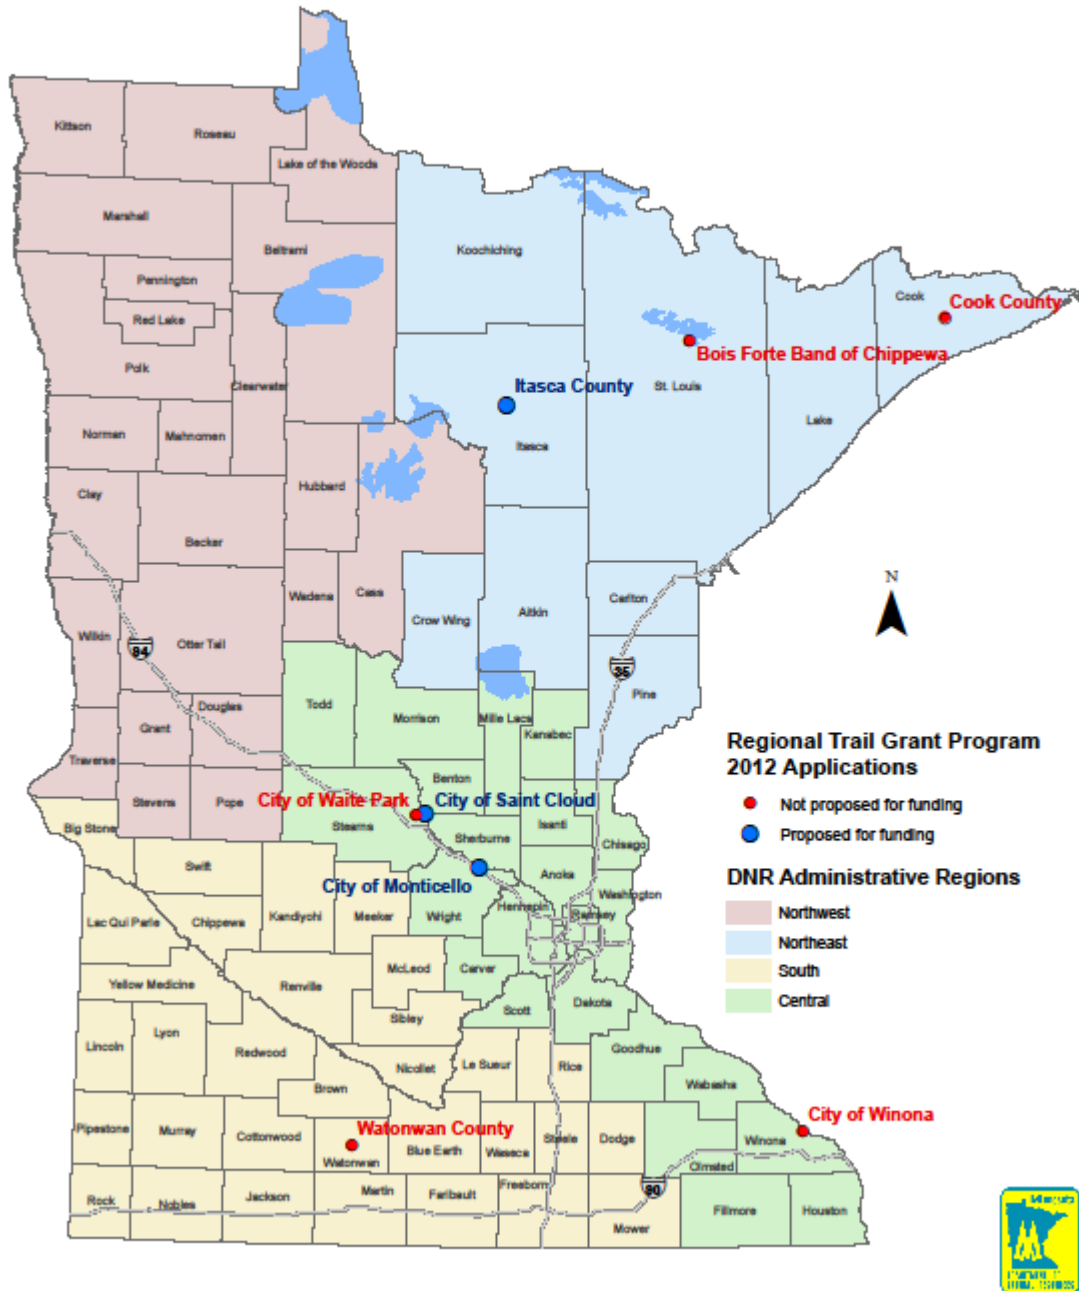 Kittson
Roseau
Lake of the Woods
Marshall
Beltrami
Koochiching
Pennington
Red Lake
Polk
Clearwater
Cook
Cook County
Bois Forte Band of Chippewa
St. Louis
Itasca County
Lake
Norman
Mahnomen
Itasca
Clay
Hubbard
Becker
N
Wadena
Cass
Crow Wing
Aitkin
Carlton
Wilkin
94
Otter Tail
35
Pine
Todd
Morrison
Mille Lacs
Kanabec
Grant
Douglas
Traverse
Regional Trail Grant Program
2012 Applications
Not proposed for funding
Proposed for funding
Stevens
Pope
Benton
City of Waite Park
City of Saint Cloud
Stearns
Isanti
Big Stone
Sherburne
Chisago
Swift
City of Monticello
Anoka
Washington
DNR Administrative Regions
Northwest
Northeast
South
Central
Lac Qui Parle
Chippewa
Kandiyohi
Meeker
Wright
Hennepin
Ramsey
McLeod
Carver
Yellow Medicine
Renville
Scott
Dakota
Sibley
Lincoln
Lyon
Redwood
Nicollet
Le Sueur
Rice
Goodhue
Wabasha
Brown
Pipestone
Murray
Cottonwood
Watonwan County
Watonwan
Blue Earth
Waseca
Steele
Dodge
Olmsted
Winona
City of Winona
Rock
Nobles
Jackson
Martin
Faribault
Freeborn
90
Mower
Fillmore
Houston
Minnesota
DEPARTMENT OF
NATURAL RESOURCES